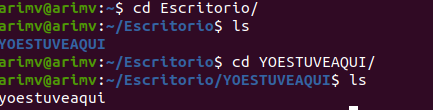 arimv@arimv:~$ cd Escritorio/
arimv@arimv:~/Escritorio$ ls
YOESTUVEAQUI
arimv@arimv:~/Escritorio$ cd YOESTUVEAQUI/
arimv@arimv:~/Escritorio/YOESTUVEAQUI$ ls
yoestuveaqui